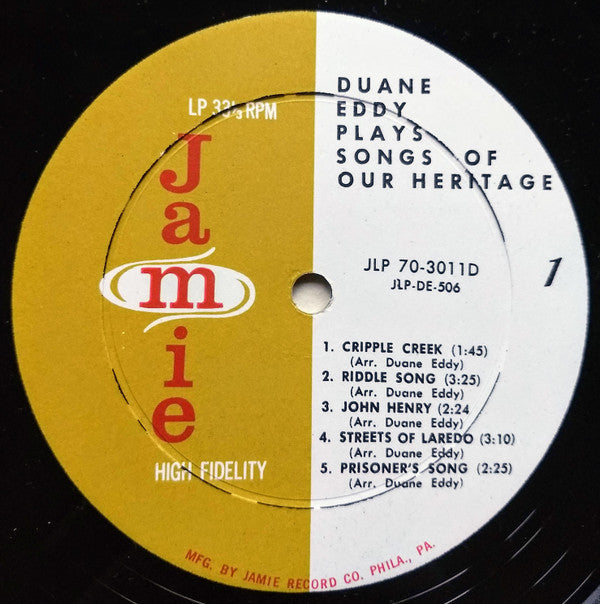 LP 33⅓ RPM
Jamie
HIGH FIDELITY
DUANE
EDDY
PLAYS
SONGS OF
OUR HERITAGE
JLP 70-3011D
JLP-DE-506
1
1. CRIPPLE CREEK (1:45)
(Arr. Duane Eddy)
2. RIDDLE SONG (3:25)
(Arr. Duane Eddy)
3. JOHN HENRY (2:24
(Arr. Duane Eddy)
4. STREETS OF LAREDO (3:10)
(Arr. Duane Eddy)
5. PRISONER'S SONG (2:25)
(Arr. Duane Eddy)
MFG. BY JAMIE RECORD CO. PHILA., PA.